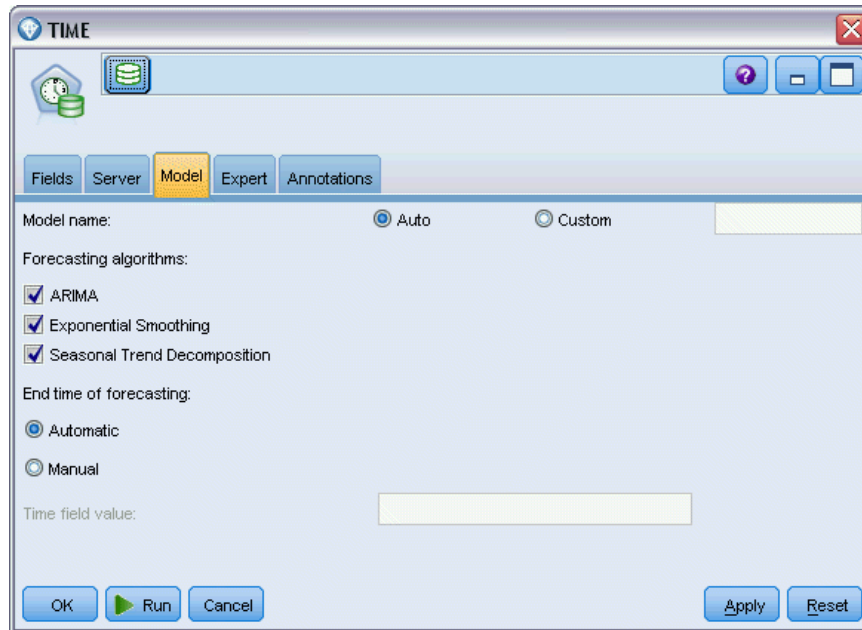 TIME
?
Fields Server Model Expert Annotations
Model name: Auto Custom
Forecasting algorithms:
ARIMA
Exponential Smoothing
Seasonal Trend Decomposition
End time of forecasting:
Automatic
Manual
Time field value:
OK Run Cancel Apply Reset